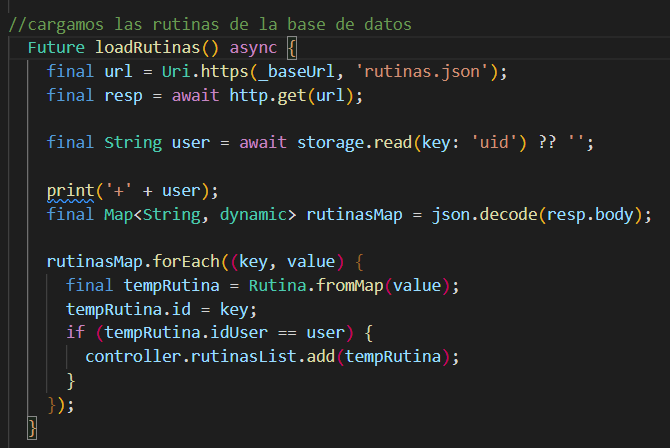 //cargamos las rutinas de la base de datos
Future loadRutinas() async {
final url = Uri.https(_baseUrl, 'rutinas.json');
final resp = await http.get(url);
final String user = await storage.read(key: 'uid') ?? '';
print('+' + user);
final Map<String, dynamic> rutinasMap = json.decode(resp.body);
rutinasMap.forEach((key, value) {
final tempRutina = Rutina.fromMap(value);
tempRutina.id = key;
if (tempRutina.idUser == user) {
controller.rutinasList.add(tempRutina);
}
});
}